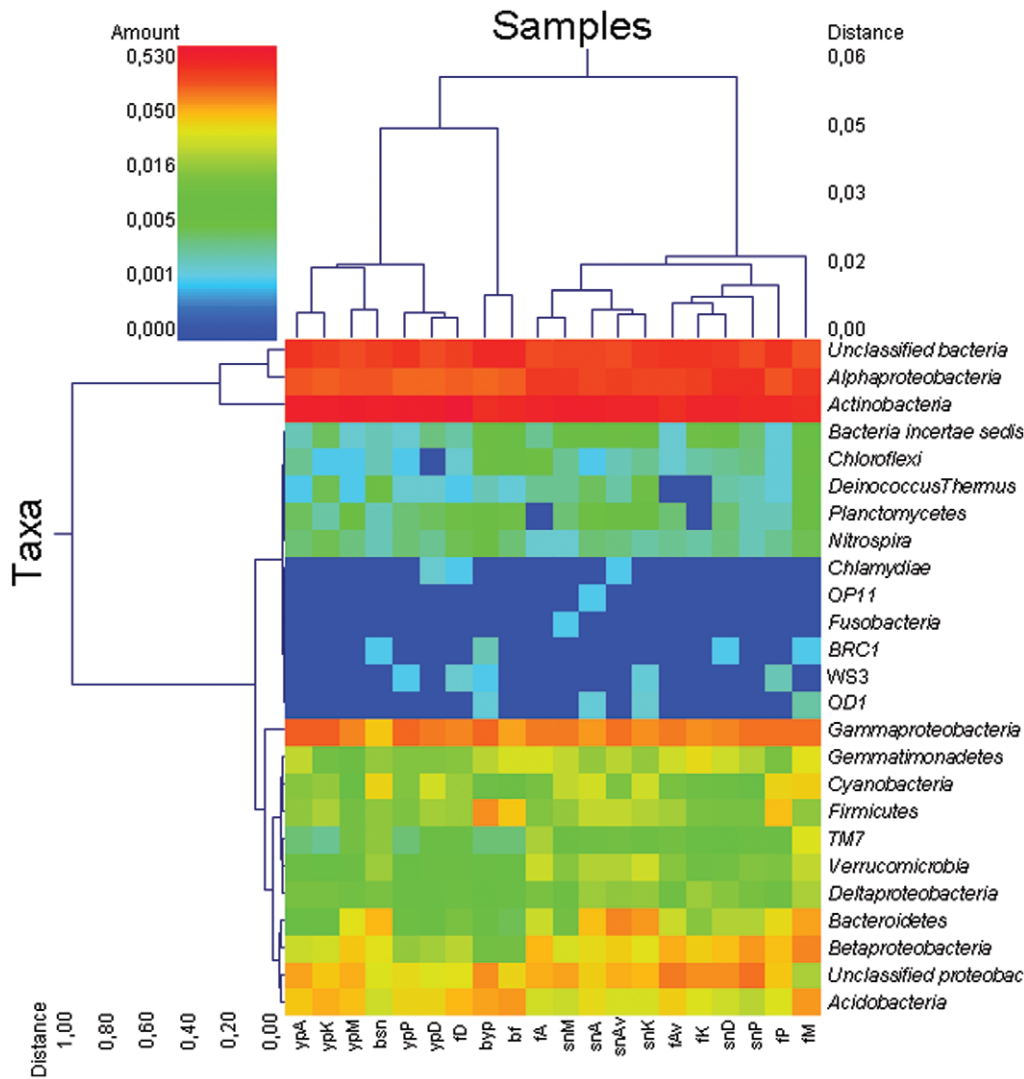 Samples
Amount
0,530
0,050
0,016
0,005
0,001
0,000
Distance
0,06
0,05
0,03
0,02
0,00
Taxa
Unclassified bacteria
Alphaproteobacteria
Actinobacteria
Bacteria incertae sedis
Chloroflexi
DeinococcusThermus
Planctomycetes
Nitrospira
Chlamydiae
OP11
Fusobacteria
BRC1
WS3
OD1
Gammaproteobacteria
Gemmatimonadetes
Cyanobacteria
Firmicutes
TM7
Verrucomicrobia
Deltaproteobacteria
Bacteroidetes
Betaproteobacteria
Unclassified proteobac
Acidobacteria
Distance
1,00
0,80
0,60
0,40
0,20
0,00
ypA
ypK
ypM
bsn
ypP
ypD
fD
byp
bf
fA
snM
snA
snAv
snK
fAv
fK
snD
snP
fP
fM